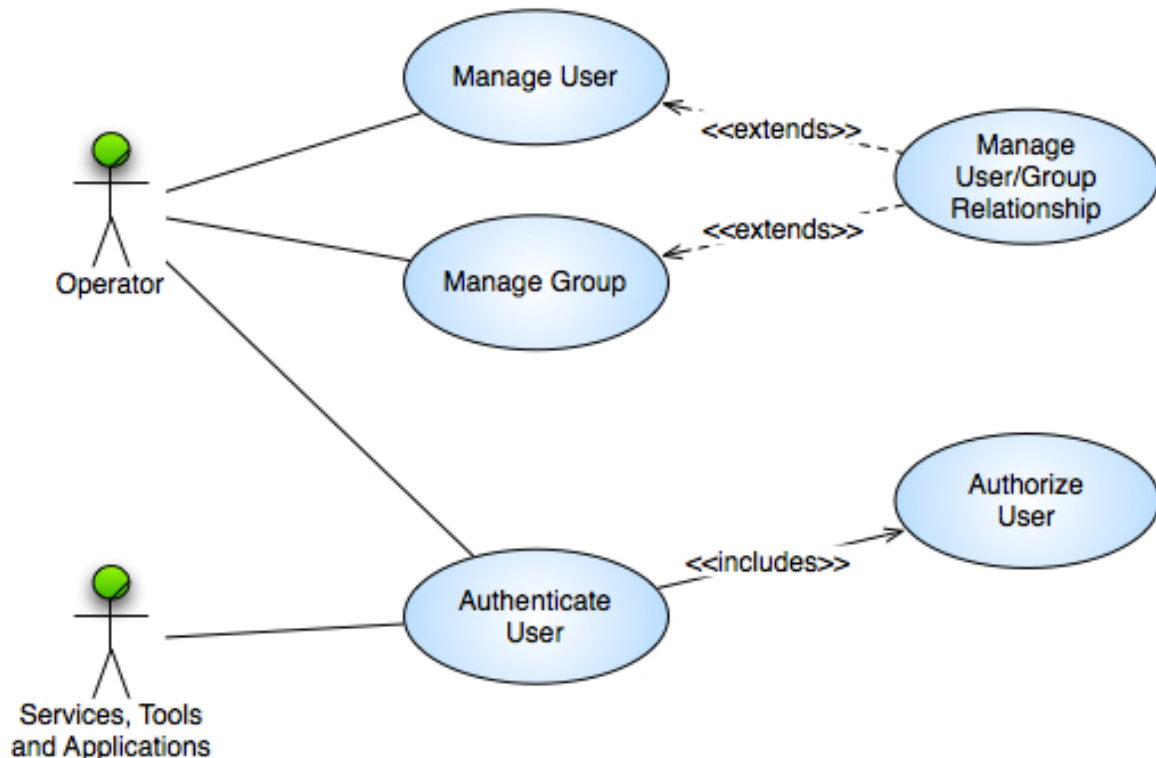 Manage User
<<extends>>
Manage
User/Group
Relationship
Operator
<<extends>>
Manage Group
Authorize
User
<<includes>>
Authenticate
User
Services, Tools
and Applications